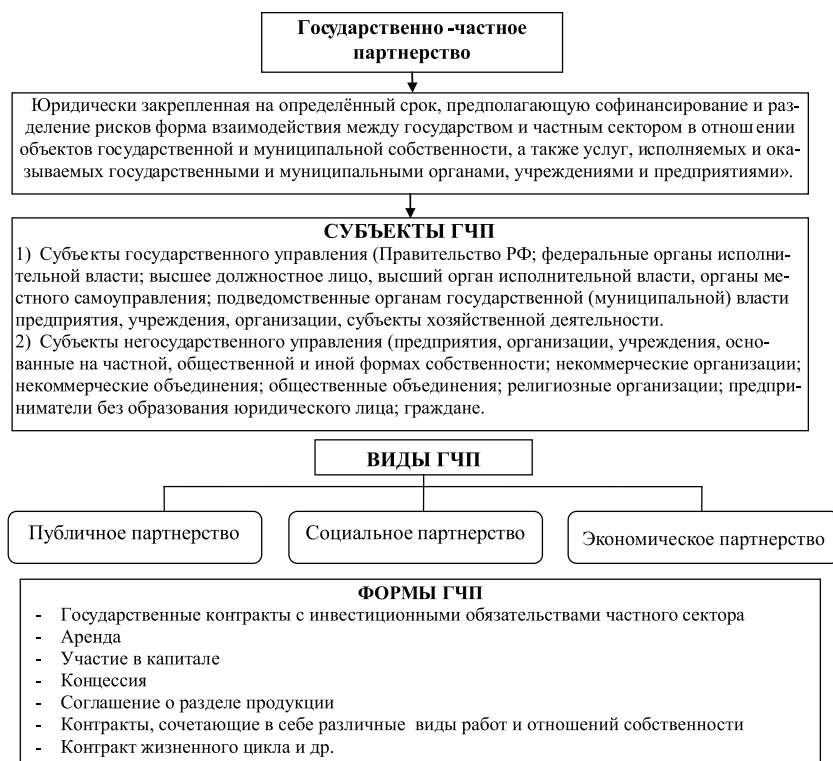 Государственно -частное
партнерство
Юридически закрепленная на определённый срок, предполагающую софинансирование и раз-
деление рисков форма взаимодействия между государством и частным сектором в отношении
объектов государственной и муниципальной собственности, а также услуг, исполняемых и ока-
зываемых государственными и муниципальными органами, учреждениями и предприятиями».
СУБЪЕКТЫ ГЧП
1) Субъекты государственного управления (Правительство РФ; федеральные органы исполни-
тельной власти; высшее должностное лицо, высший орган исполнительной власти, органы ме-
стного самоуправления; подведомственные органам государственной (муниципальной) власти
предприятия, учреждения, организации, субъекты хозяйственной деятельности.
2) Субъекты негосударственного управления (предприятия, организации, учреждения, осно-
ванные на частной, общественной и иной формах собственности; некоммерческие организации;
некоммерческие объединения; общественные объединения; религиозные организации; предпри-
ниматели без образования юридического лица; граждане.
ВИДЫ ГЧП
Публичное партнерство
Социальное партнерство
Экономическое партнерство
ФОРМЫ ГЧП
- Государственные контракты с инвестиционными обязательствами частного сектора
- Аренда
- Участие в капитале
- Концессия
- Соглашение о разделе продукции
- Контракты, сочетающие в себе различные виды работ и отношений собственности
- Контракт жизненного цикла и др.